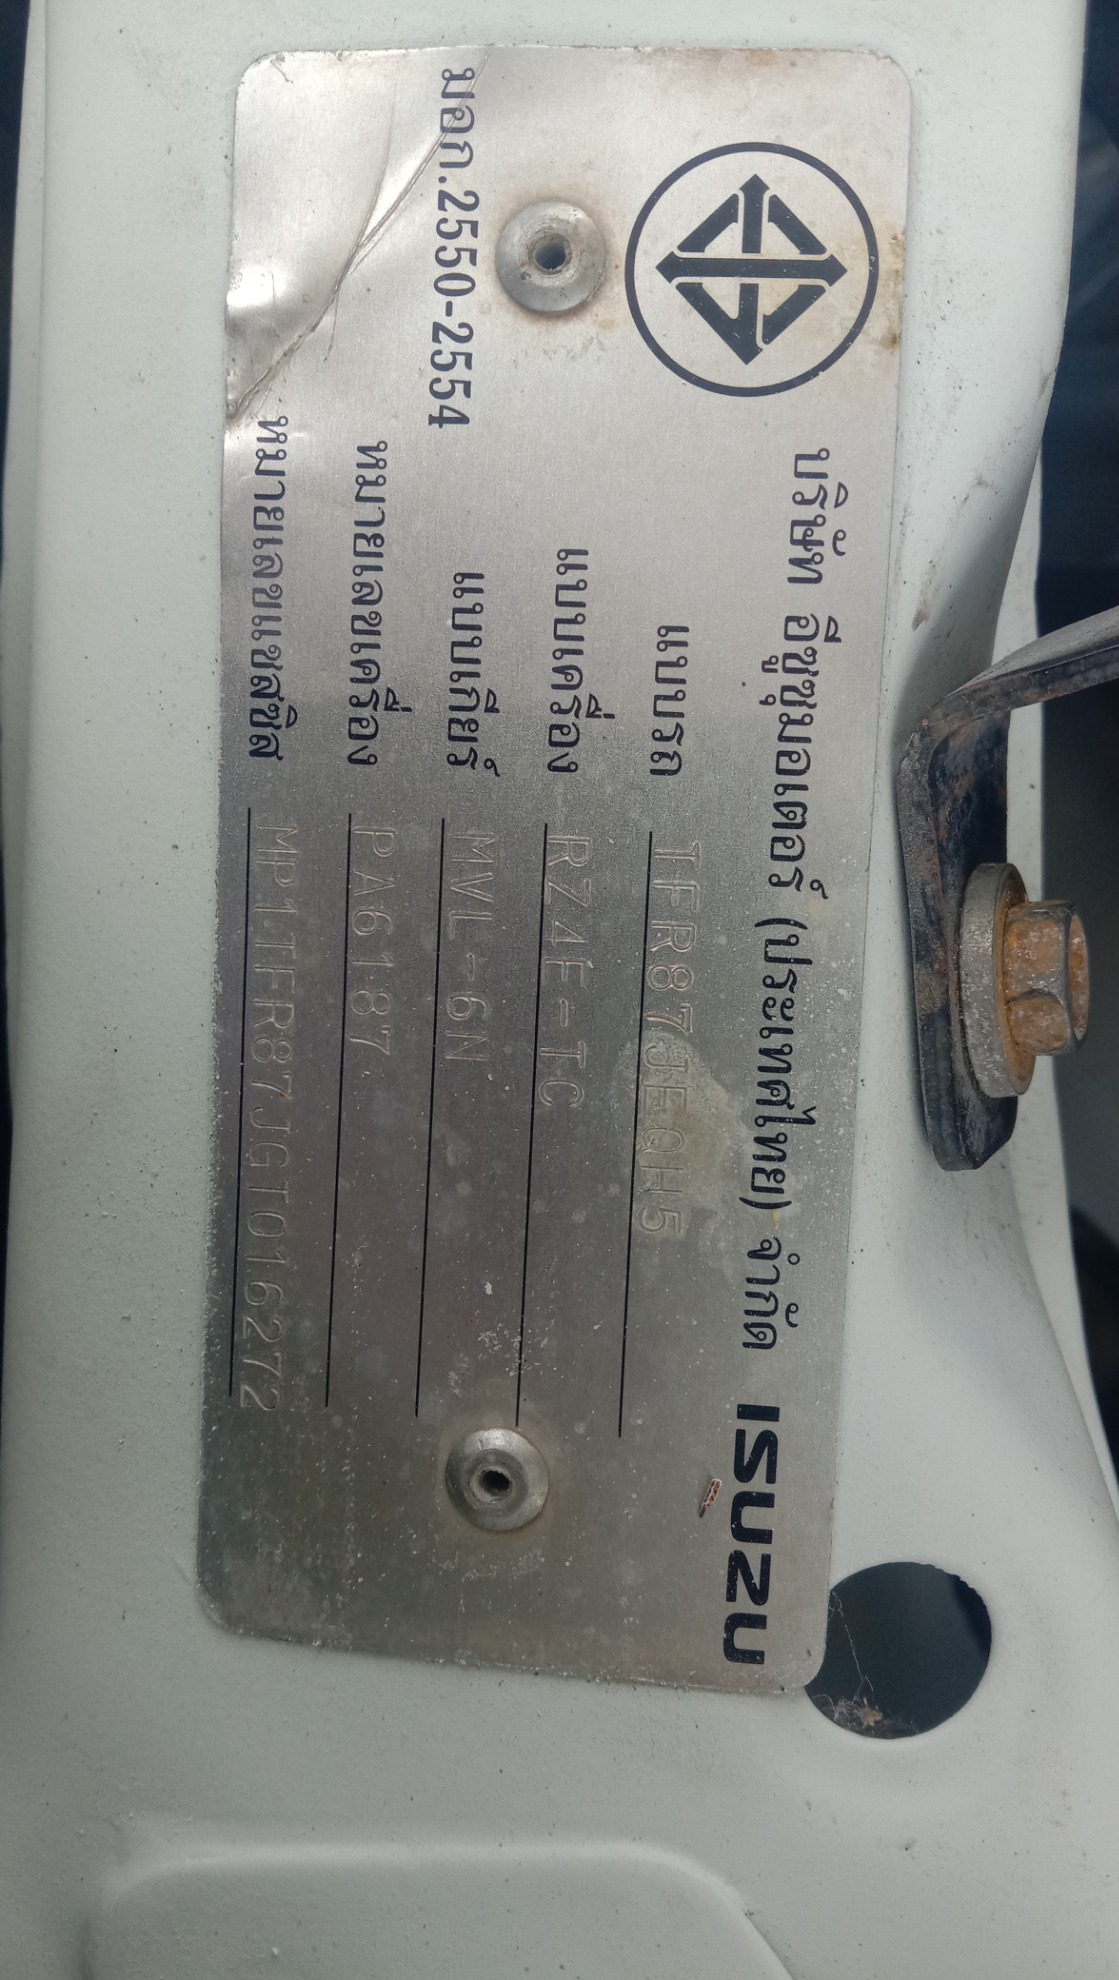 บริษัท อีซูซุมอเตอร์ (ประเทศไทย) จำกัด ISUZU
แบบรถ TFR87JEQH5
แบบเครื่อง RZ4E-TC
แบบเกียร์ MVL-6N
มอก.2550-2554
หมายเลขเครื่อง PA6187
หมายเลขแชสซีส MP1TFR87JGT016272